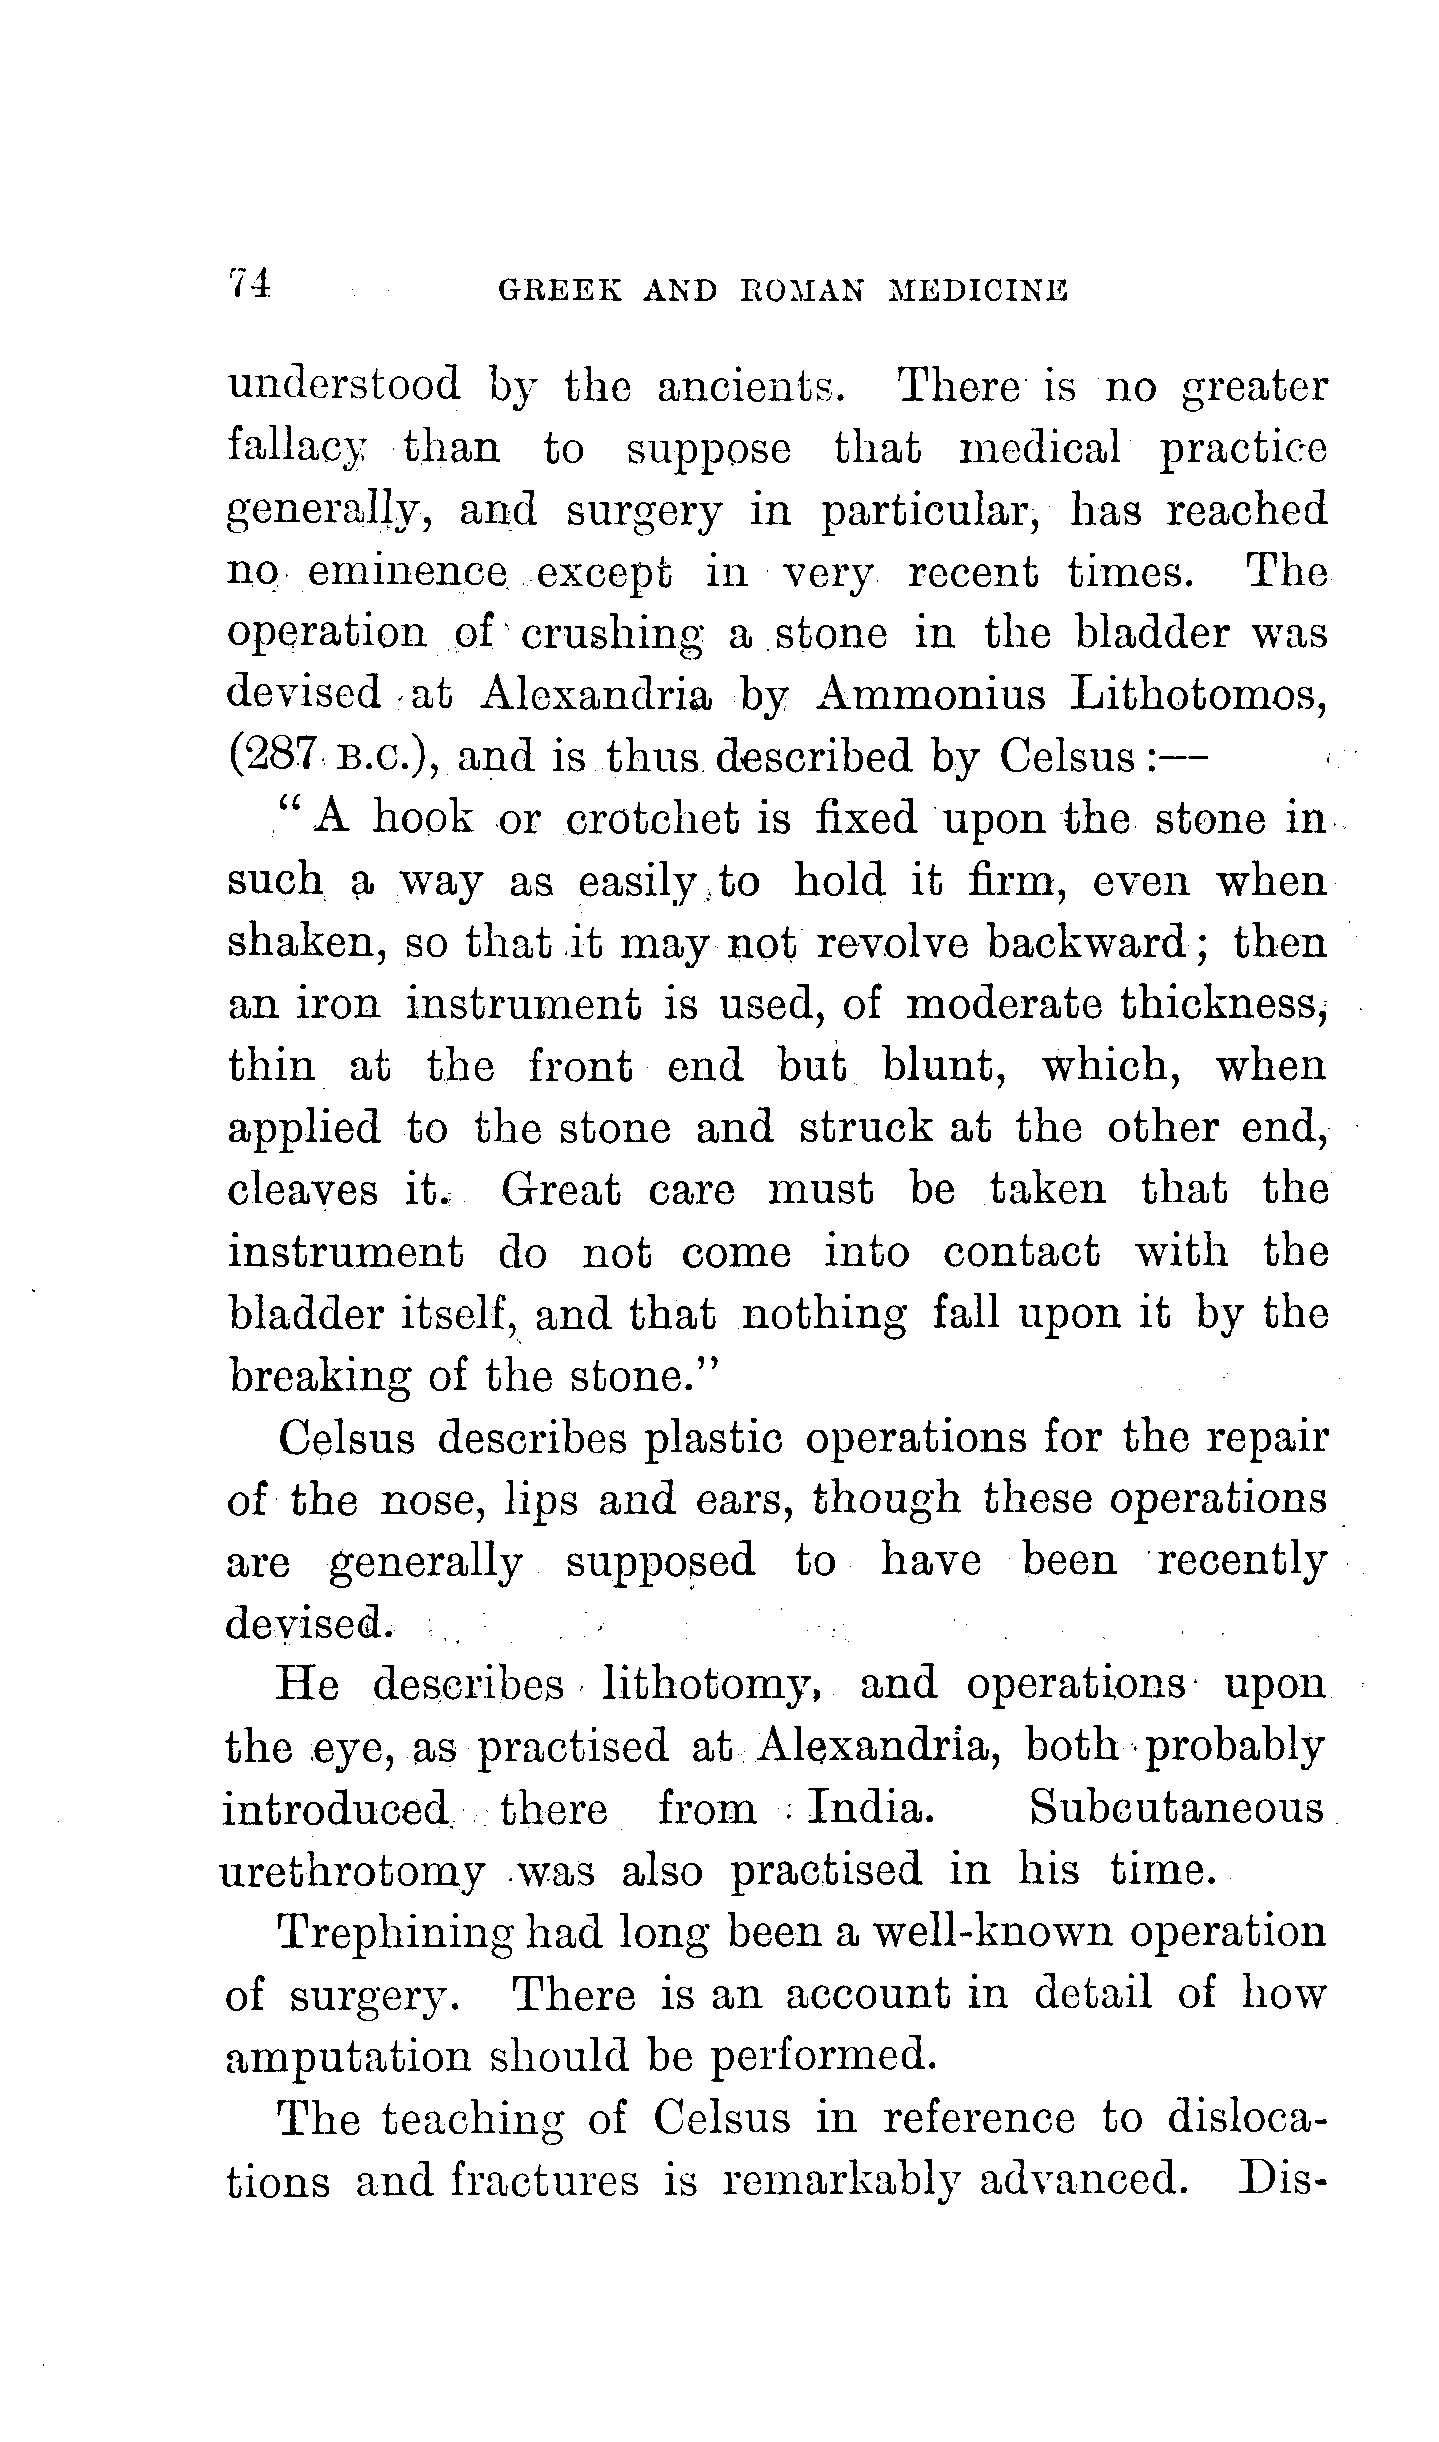 74 GREEK AND ROMAN MEDICINE
understood by the ancients. There is no greater
fallacy than to suppose that medical practice
generally, and surgery in particular, has reached
no eminence except in very recent times. The
operation of crushing a stone in the bladder was
devised at Alexandria by Ammonius Lithotomos,
(287 B.C.), and is thus described by Celsus :—
“A hook or crotchet is fixed upon the stone in
such a way as easily to hold it firm, even when
shaken, so that it may not revolve backward; then
an iron instrument is used, of moderate thickness,
thin at the front end but blunt, which, when
applied to the stone and struck at the other end,
cleaves it. Great care must be taken that the
instrument do not come into contact with the
bladder itself, and that nothing fall upon it by the
breaking of the stone.”
Celsus describes plastic operations for the repair
of the nose, lips and ears, though these operations
are generally supposed to have been recently
devised.
He describes lithotomy, and operations upon
the eye, as practised at Alexandria, both probably
introduced there from India. Subcutaneous
urethrotomy was also practised in his time.
Trephining had long been a well-known operation
of surgery. There is an account in detail of how
amputation should be performed.
The teaching of Celsus in reference to disloca-
tions and fractures is remarkably advanced. Dis-